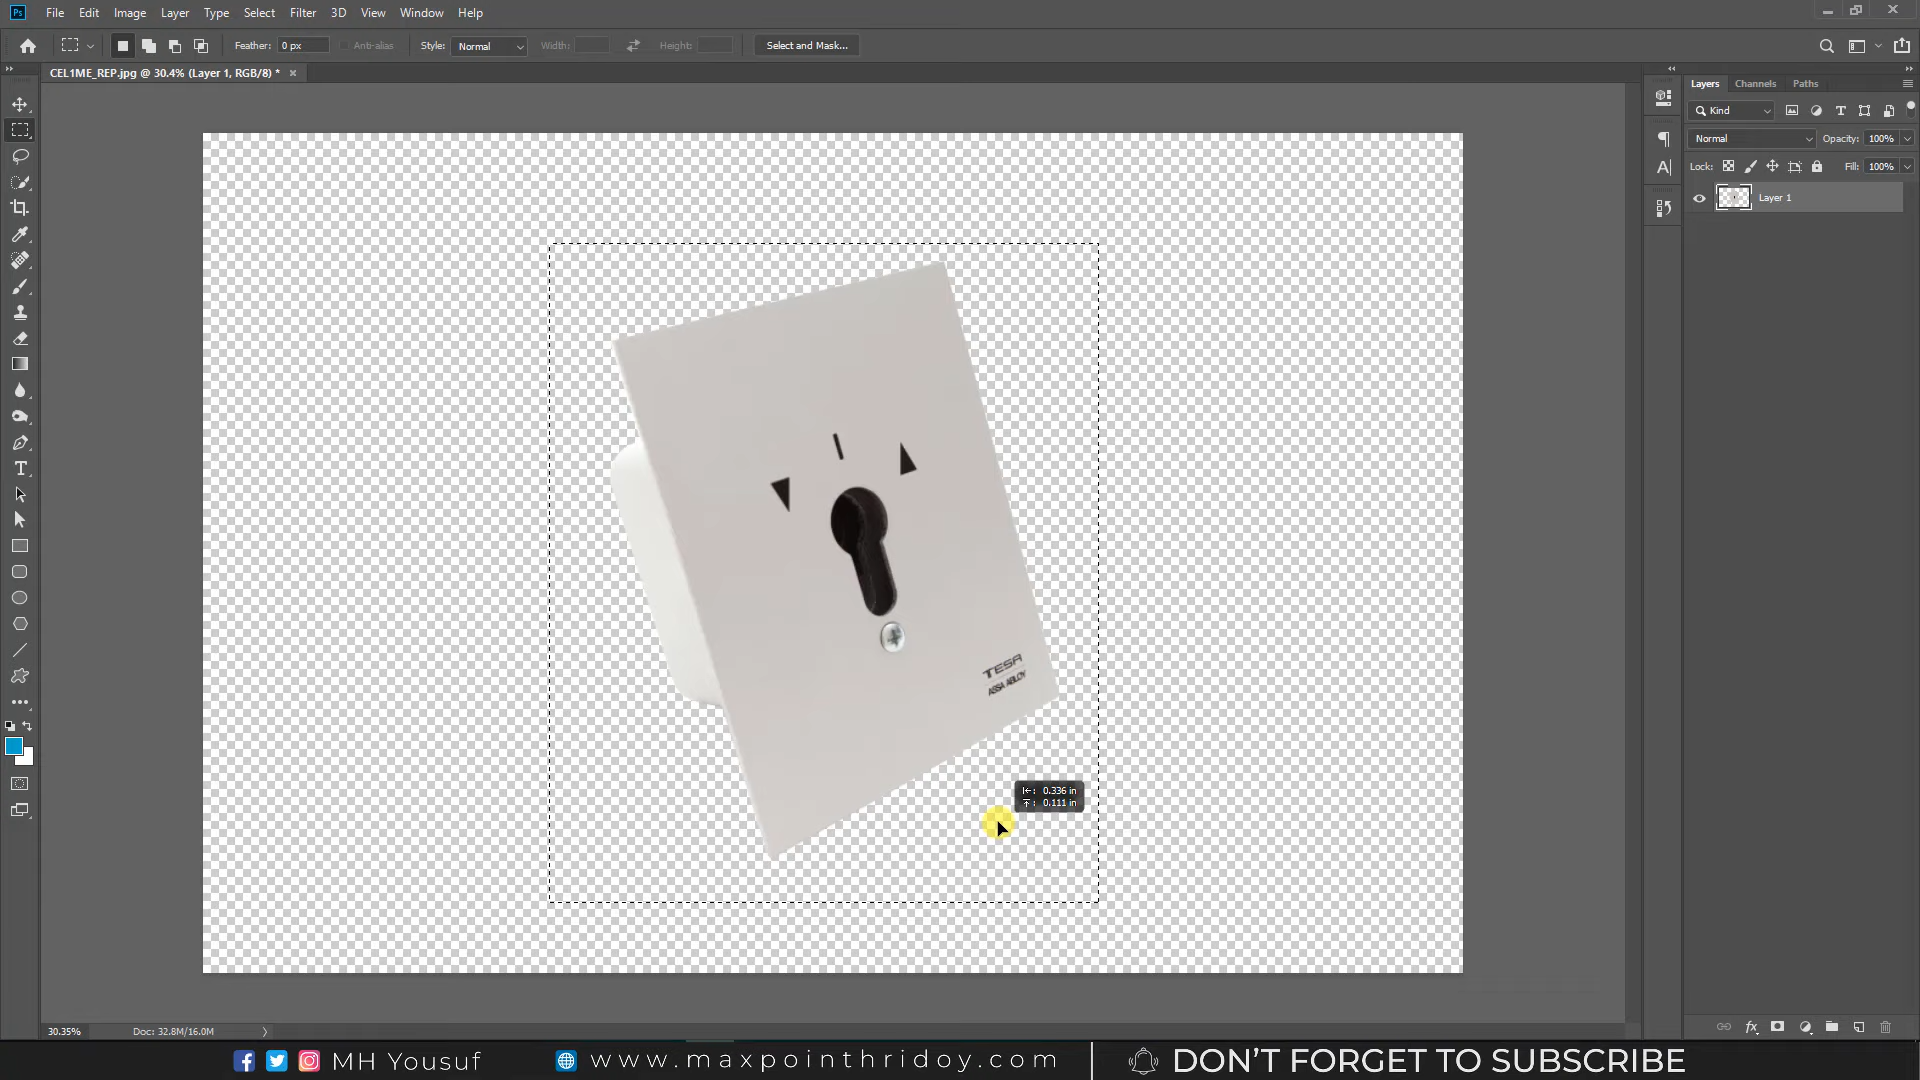 Ps File Edit Image Layer Type Select Filter 3D View Window Help
Feather: 0 px Anti-alias Style: Normal Width: Height: Select and Mask...
CEL1ME_REP.jpg @ 30.4% (Layer 1, RGB/8) *
Layers Channels Paths
Kind
Normal Opacity: 100%
Lock: Fill: 100%
Layer 1
TESA
ASSA ABLOY
0.336 in
0.111 in
30.35% Doc: 32.8M/16.0M
MH Yousuf www.maxpointhridoy.com DON'T FORGET TO SUBSCRIBE